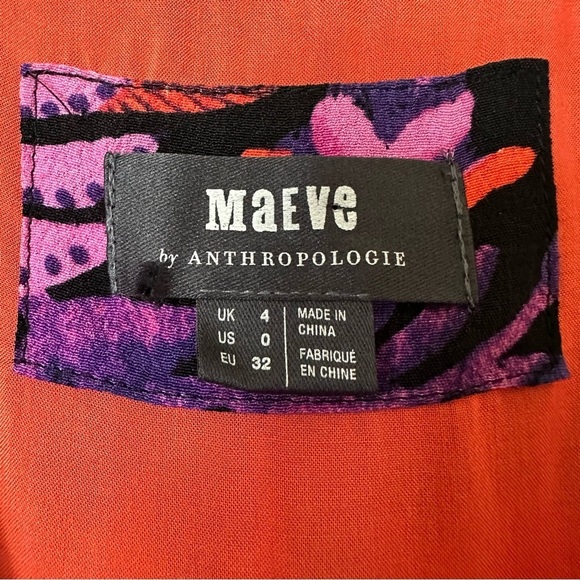 MaEVe
by ANTHROPOLOGIE
UK 4
US 0
EU 32
MADE IN
CHINA
FABRIQUÉ
EN CHINE